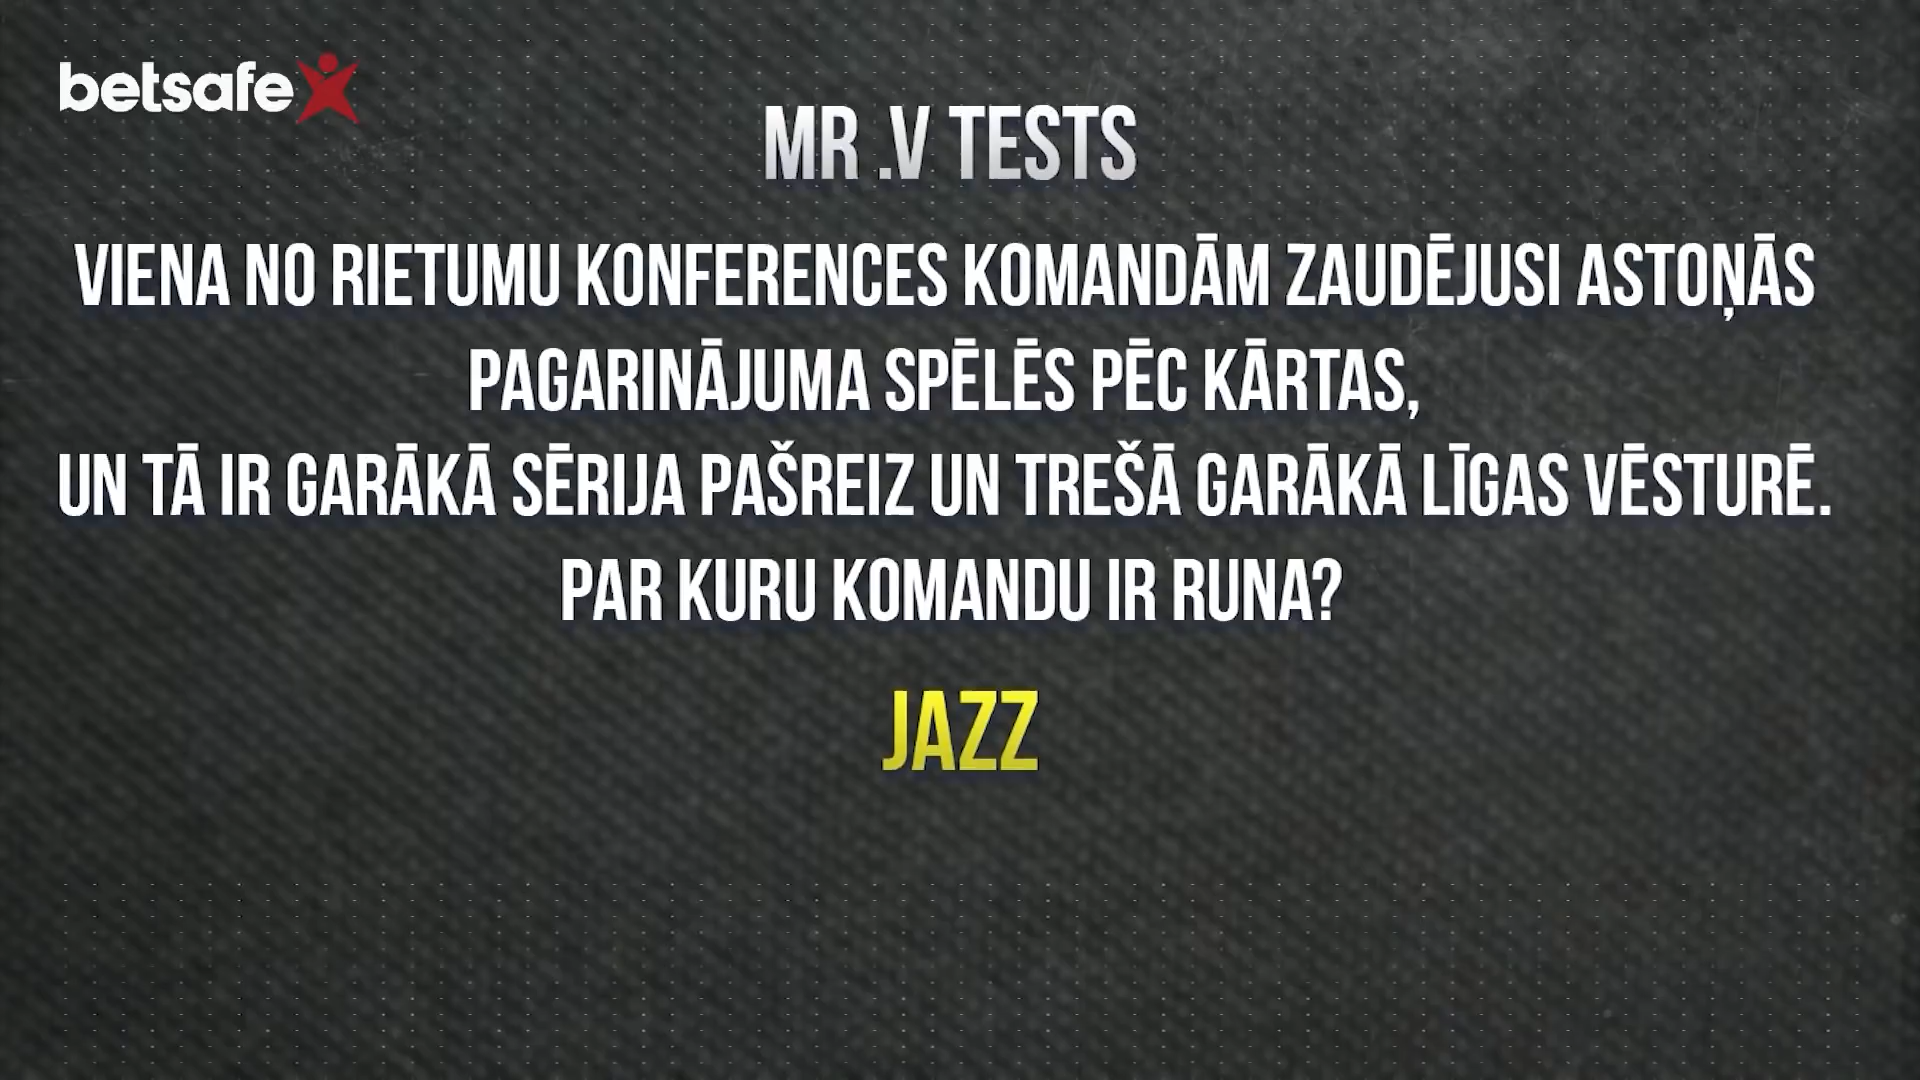 betsafe
MR .V TESTS
VIENA NO RIETUMU KONFERENCES KOMANDĀM ZAUDĒJUSI ASTOŅĀS
PAGARINĀJUMA SPĒLĒS PĒC KĀRTAS,
UN TĀ IR GARĀKĀ SĒRIJA PAŠREIZ UN TREŠĀ GARĀKĀ LĪGAS VĒSTURĒ.
PAR KURU KOMANDU IR RUNA?
JAZZ